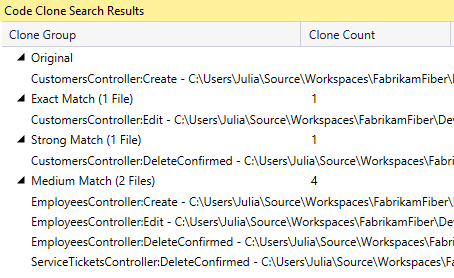 Code Clone Search Results
Clone Group Clone Count
Original
CustomersController:Create - C:\Users\Julia\Source\Workspaces\FabrikamFiber\
Exact Match (1 File) 1
CustomersController:Edit - C:\Users\Julia\Source\Workspaces\FabrikamFiber\De
Strong Match (1 File) 1
CustomersController:DeleteConfirmed - C:\Users\Julia\Source\Workspaces\Fabri
Medium Match (2 Files) 4
EmployeesController:Create - C:\Users\Julia\Source\Workspaces\FabrikamFiber\
EmployeesController:Edit - C:\Users\Julia\Source\Workspaces\FabrikamFiber\De
EmployeesController:DeleteConfirmed - C:\Users\Julia\Source\Workspaces\Fabri
ServiceTicketsController:DeleteConfirmed - C:\Users\Julia\Source\Workspaces\